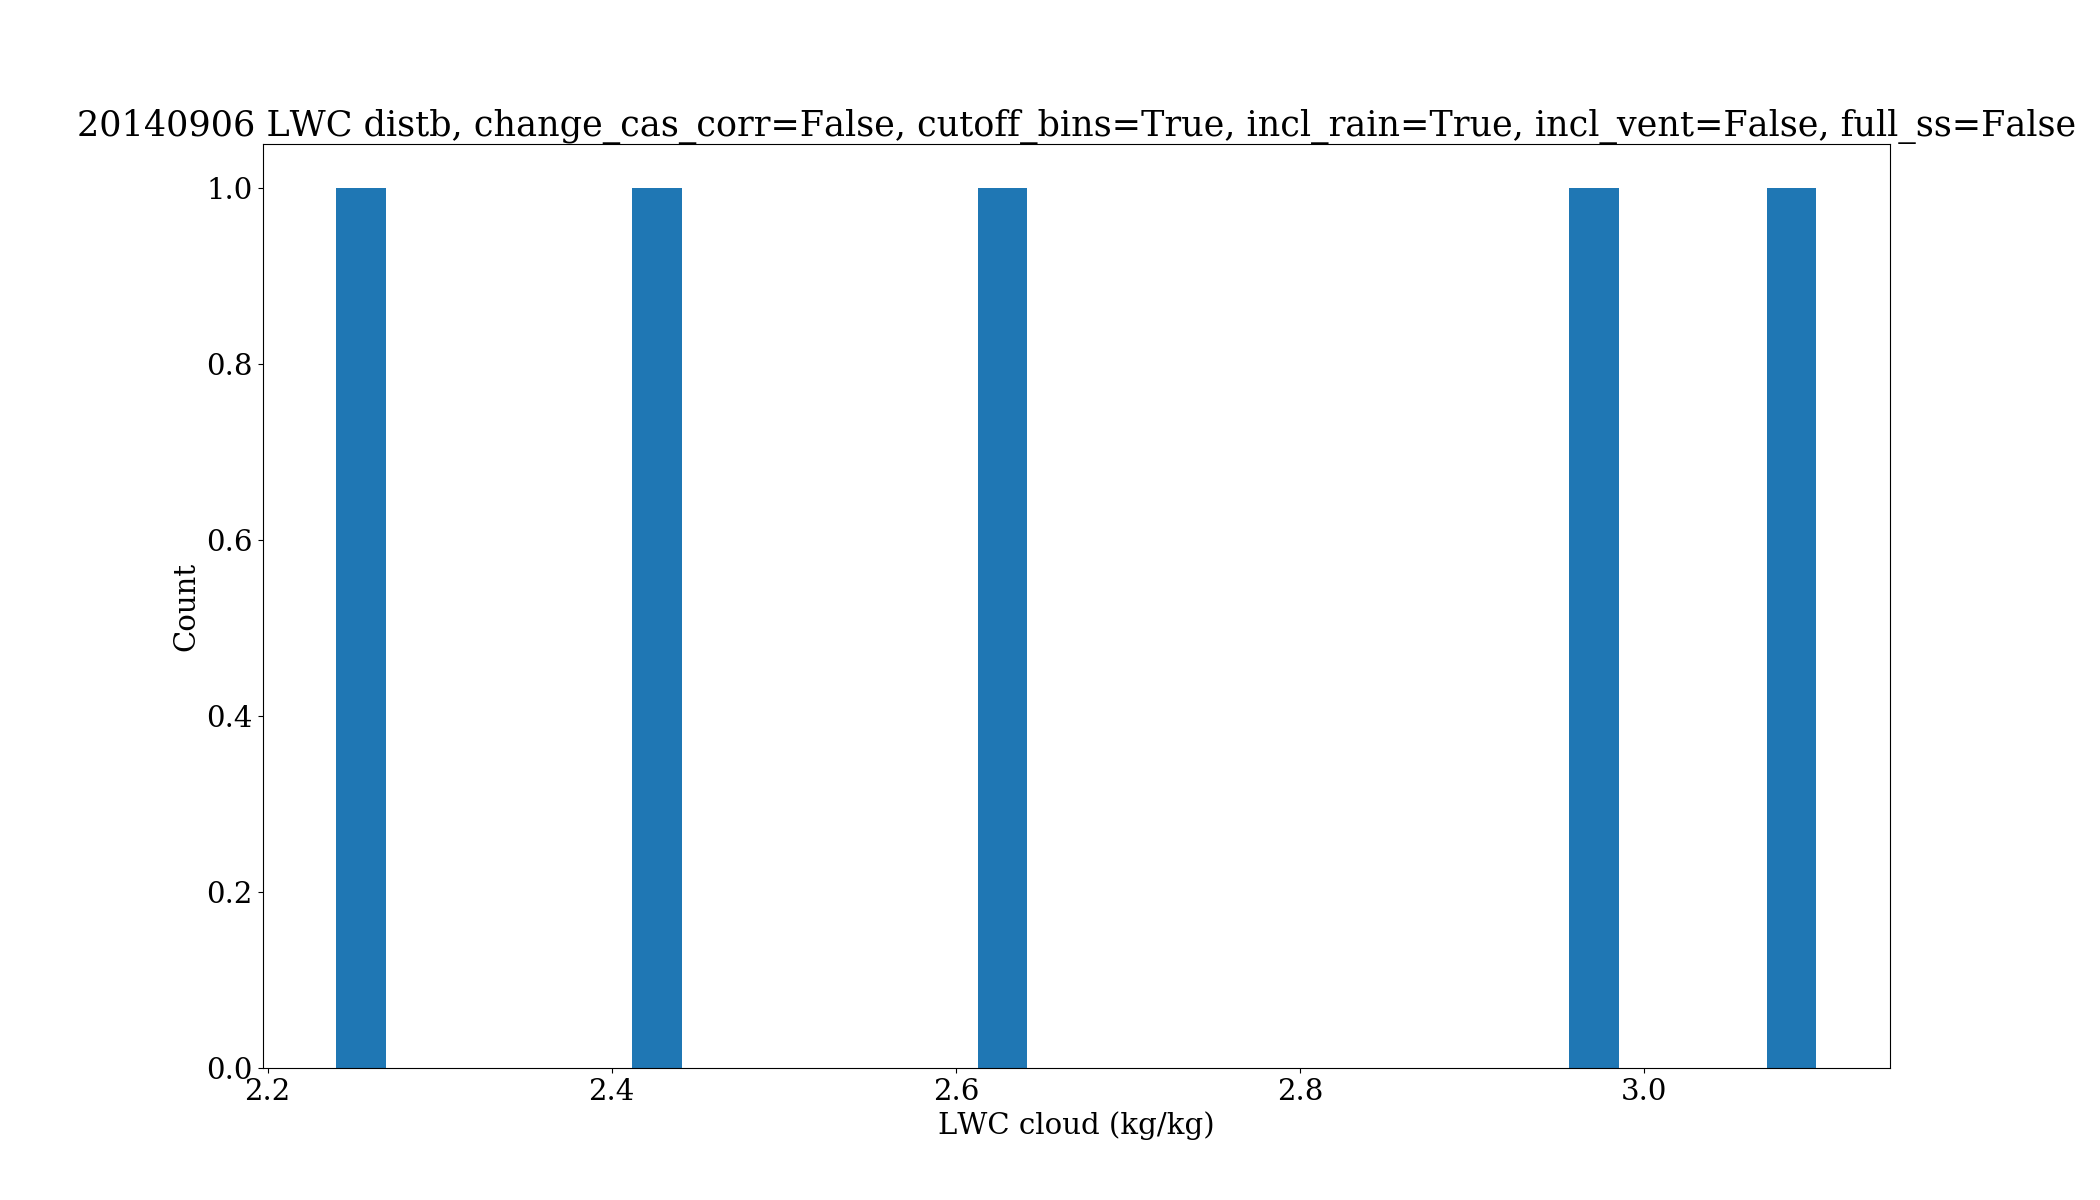 20140906 LWC distb, change_cas_corr=False, cutoff_bins=True, incl_rain=True, incl_vent=False, full_ss=False
1.0
0.8
0.6
0.4
0.2
0.0
Count
2.2 2.4 2.6 2.8 3.0
LWC cloud (kg/kg)